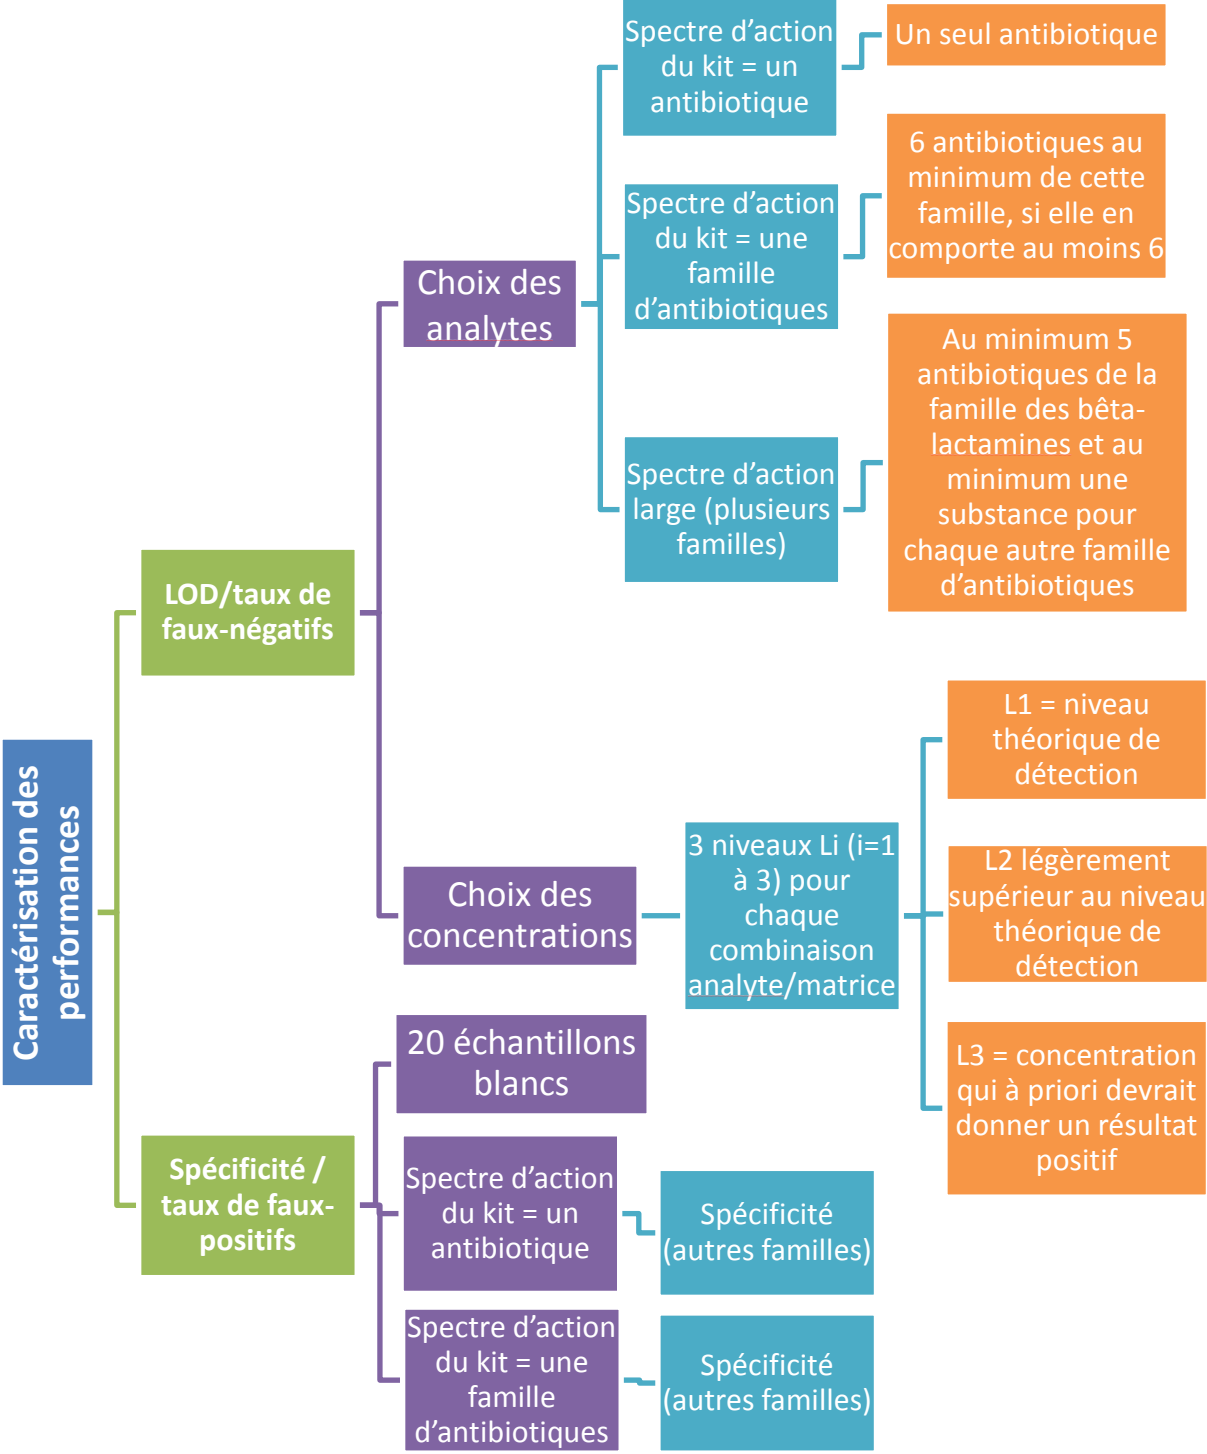 Caractérisation des
performances
LOD/taux de
faux-négatifs
Choix des
analytes
Spectre d’action
du kit = un
antibiotique
Un seul antibiotique
Spectre d’action
du kit = une
famille
d’antibiotiques
6 antibiotiques au
minimum de cette
famille, si elle en
comporte au moins 6
Spectre d’action
large (plusieurs
familles)
Au minimum 5
antibiotiques de la
famille des bêta-
lactamines et au
minimum une
substance pour
chaque autre famille
d’antibiotiques
Choix des
concentrations
3 niveaux Li (i=1
à 3) pour
chaque
combinaison
analyte/matrice
L1 = niveau
théorique de
détection
L2 légèrement
supérieur au niveau
théorique de
détection
L3 = concentration
qui à priori devrait
donner un résultat
positif
Spécificité /
taux de faux-
positifs
20 échantillons
blancs
Spectre d’action
du kit = un
antibiotique
Spécificité
(autres familles)
Spectre d’action
du kit = une
famille
d’antibiotiques
Spécificité
(autres familles)